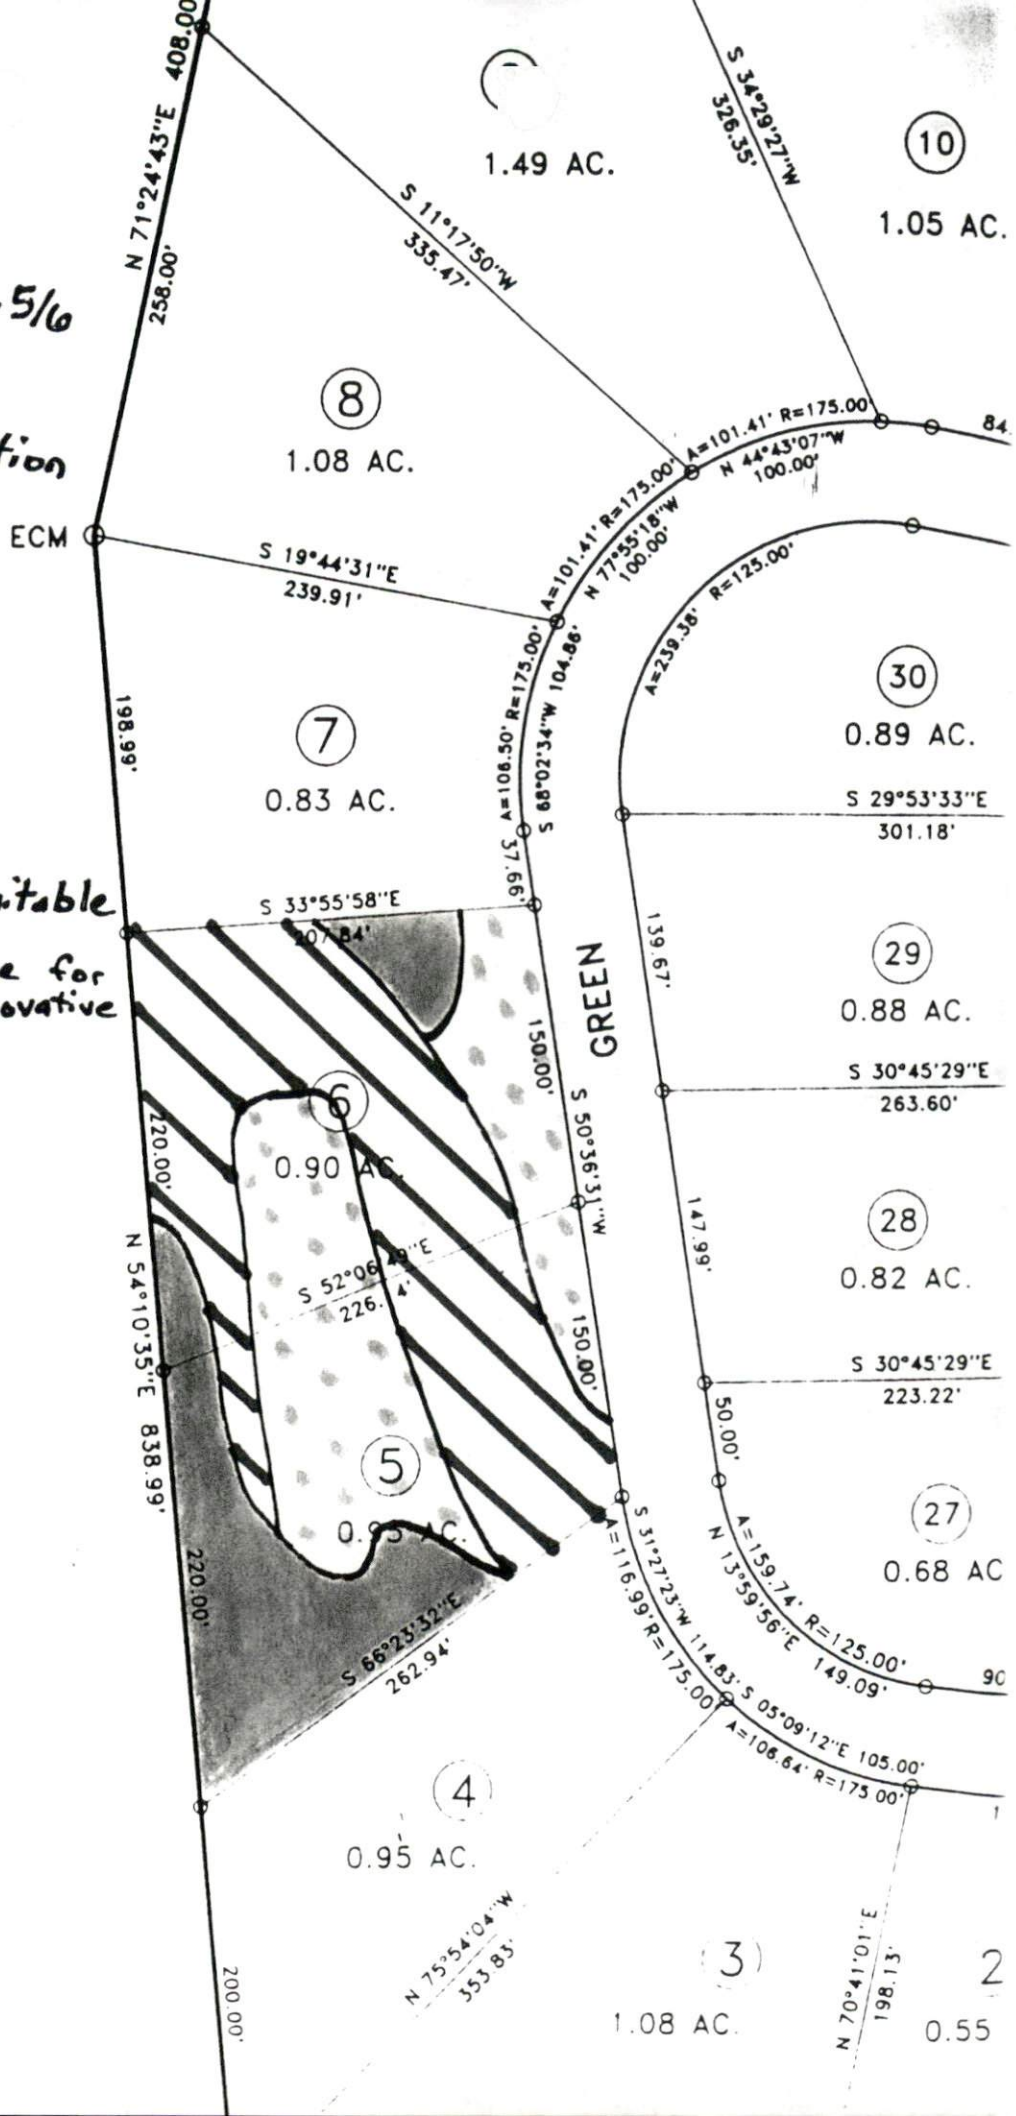 408.00'
N 71°24'43"E
258.00'
1.49 AC.
S 34°29'27"W
326.35'
10
1.05 AC.
S 11°17'50"W
335.47'
5/6
8
1.08 AC.
A=101.41' R=175.00'
N 44°43'07"W
100.00'
84.
A=101.41' R=175.00'
N 77°55'18"W
100.00'
tion
ECM
S 19°44'31"E
239.91'
A=239.38' R=125.00'
198.99'
7
0.83 AC.
A=106.50' R=175.00'
S 68°02'34"W 104.86'
37.66'
30
0.89 AC.
S 29°53'33"E
301.18'
itable
e for
ovative
S 33°55'58"E
207.84'
GREEN
139.67'
29
0.88 AC.
150.00'
S 50°36'31"W
S 30°45'29"E
263.60'
6
0.90 AC.
220.00'
147.99'
28
0.82 AC.
S 52°06'49"E
226. 4'
N 54°10'35"E 838.99'
150.00'
S 30°45'29"E
223.22'
50.00'
5
AC.
27
0.68 AC
220.00'
S 66°23'32"E
262.94'
S 31°27'23"W 114.83'
A=116.99' R=175.00'
A=159.74' R=125.00'
N 13°59'56"E 149.09'
90
S 05°09'12"E 105.00'
A=106.64' R=175.00'
1
4
0.95 AC.
N 75°54'04"W
353.83'
3
1.08 AC.
N 70°41'01"E
198.13'
2
0.55
200.00'